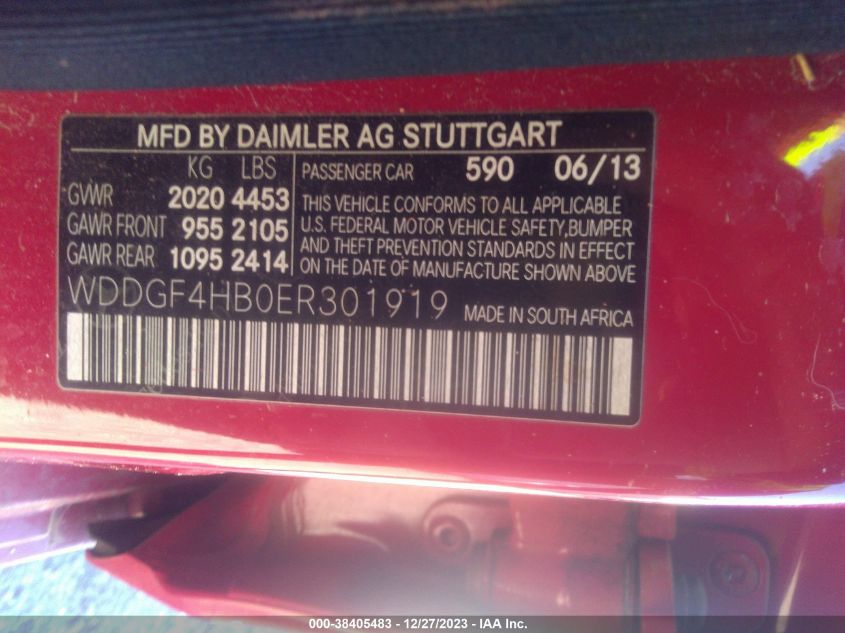 MFD BY DAIMLER AG STUTTGART
KG LBS
GVWR 2020 4453
GAWR FRONT 955 2105
GAWR REAR 1095 2414
PASSENGER CAR 590 06/13
THIS VEHICLE CONFORMS TO ALL APPLICABLE
U.S. FEDERAL MOTOR VEHICLE SAFETY,BUMPER
AND THEFT PREVENTION STANDARDS IN EFFECT
ON THE DATE OF MANUFACTURE SHOWN ABOVE
WDDGF4HB0ER301919
MADE IN SOUTH AFRICA
000-38405483 - 12/27/2023 - IAA Inc.